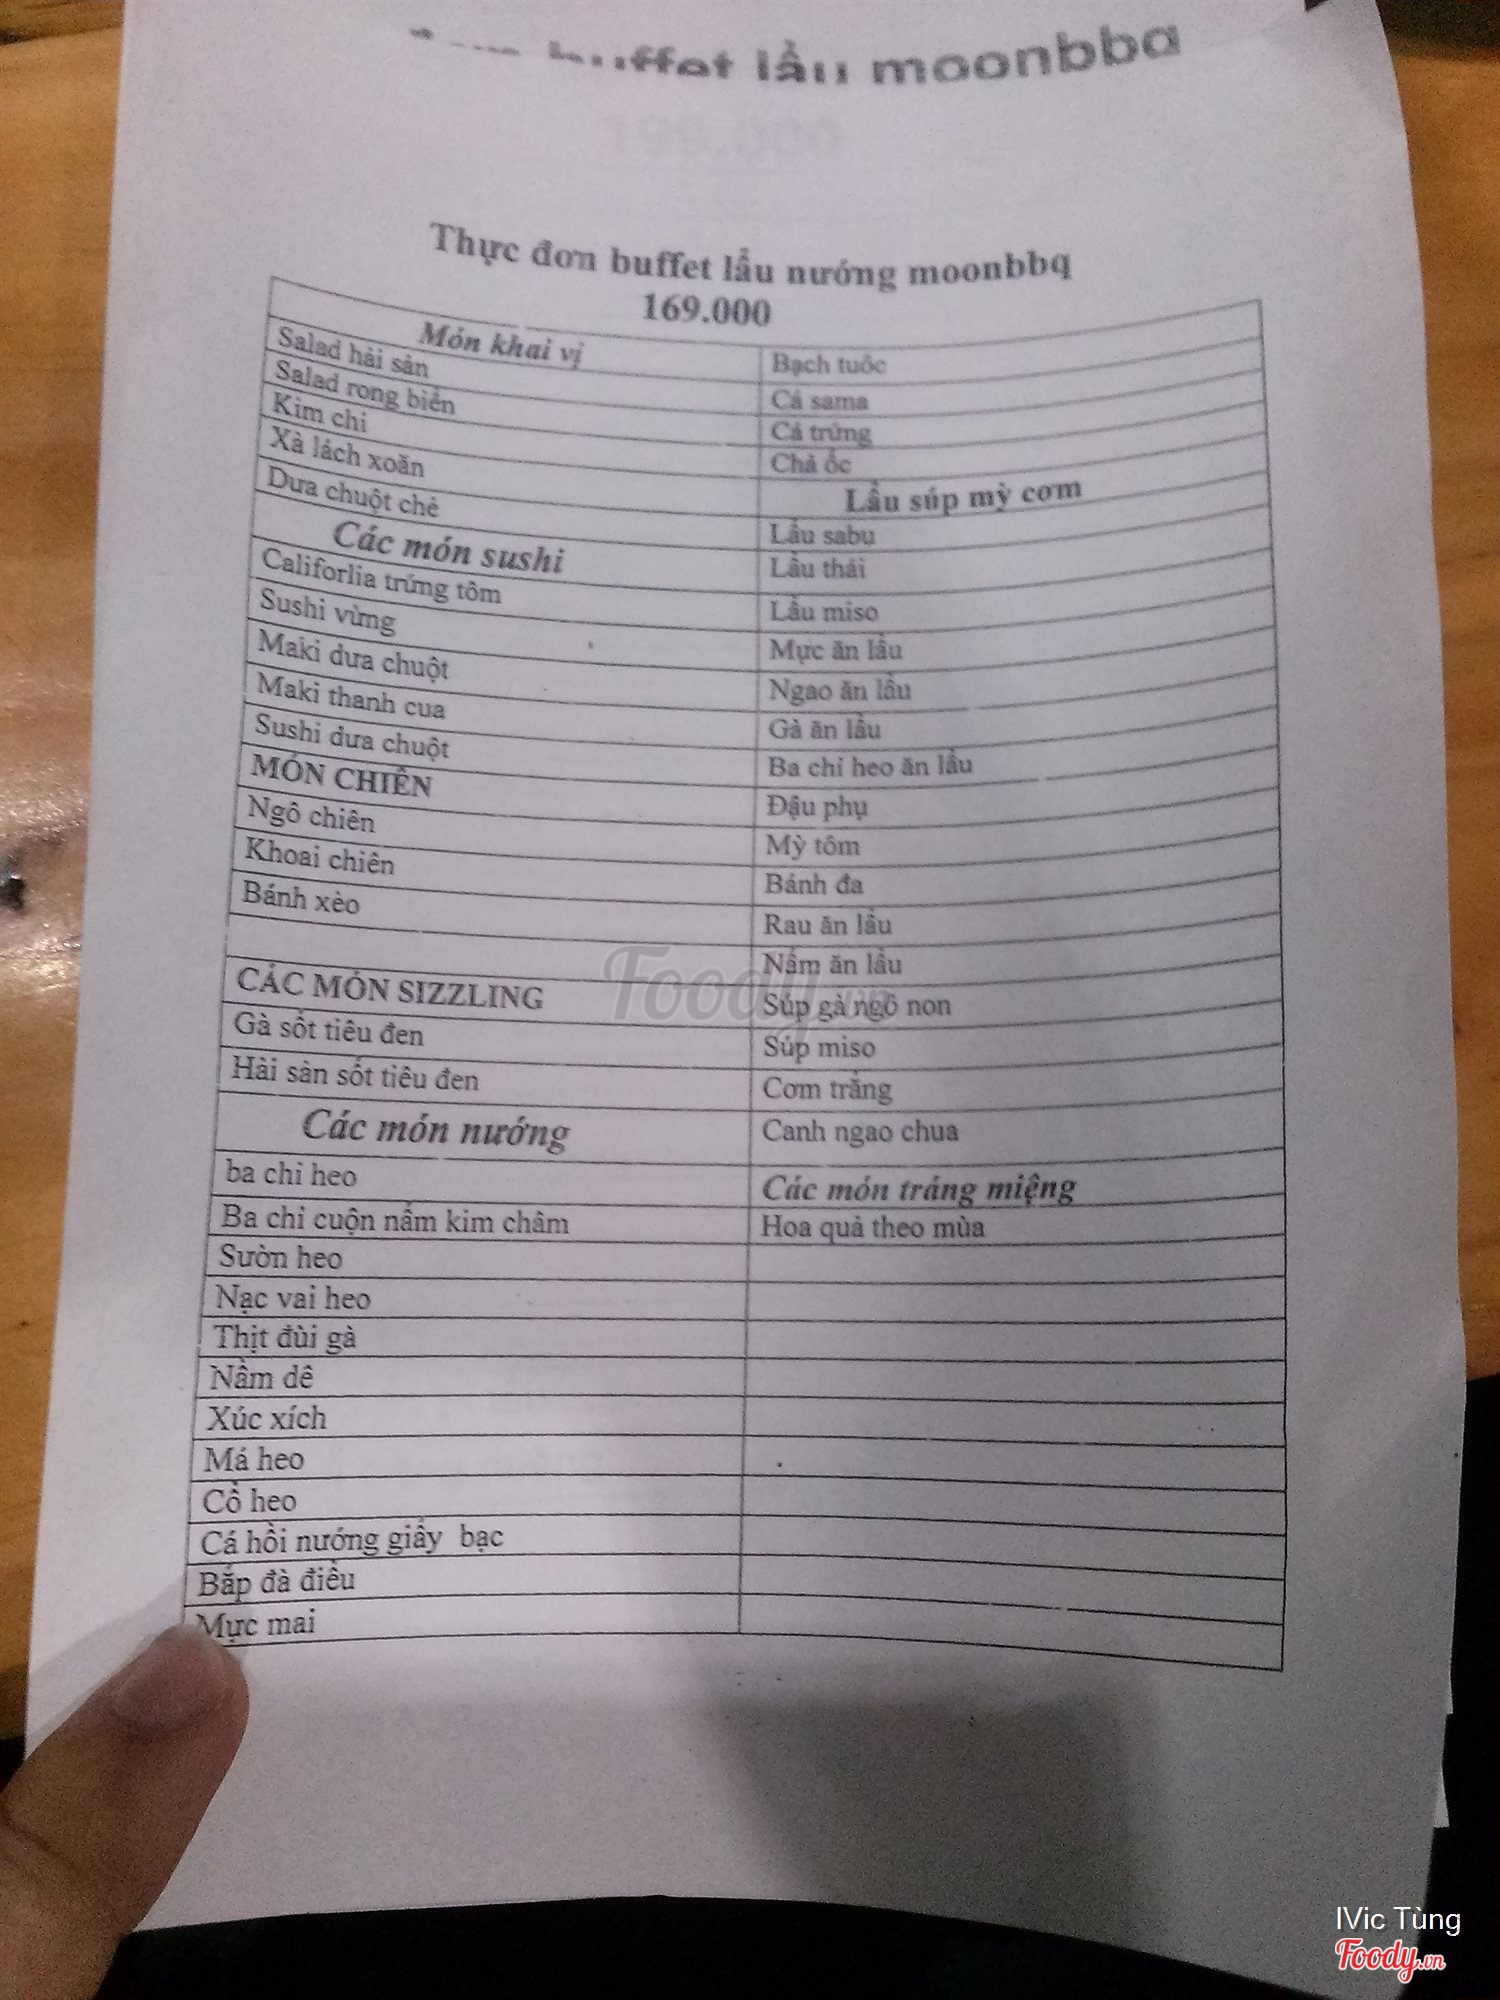 buffet lẩu moonbbq
199.000
Thực đơn buffet lẩu nướng moonbbq
169.000
Món khai vị
Salad hải sản
Salad rong biển
Kim chi
Xà lách xoăn
Dưa chuột chẻ
Các món sushi
Califorlia trứng tôm
Sushi vừng
Maki dưa chuột
Maki thanh cua
Sushi dưa chuột
MÓN CHIÊN
Ngô chiên
Khoai chiên
Bánh xèo
CÁC MÓN SIZZLING
Gà sốt tiêu đen
Hải sản sốt tiêu đen
Các món nướng
ba chỉ heo
Ba chỉ cuộn nấm kim châm
Sườn heo
Nạc vai heo
Thịt đùi gà
Nầm dê
Xúc xích
Má heo
Cổ heo
Cá hồi nướng giấy bạc
Bắp đà điểu
Mực mai
Bạch tuôc
Cá sama
Cá trứng
Chả ốc
Lẩu súp mỳ cơm
Lẩu sabu
Lẩu thái
Lẩu miso
Mực ăn lẩu
Ngao ăn lẩu
Gà ăn lẩu
Ba chỉ heo ăn lẩu
Đậu phụ
Mỳ tôm
Bánh đa
Rau ăn lẩu
Nấm ăn lẩu
Súp gà ngô non
Súp miso
Cơm trắng
Canh ngao chua
Các món tráng miệng
Hoa quả theo mùa
Foody.vn
IVic Tùng
Foody.vn